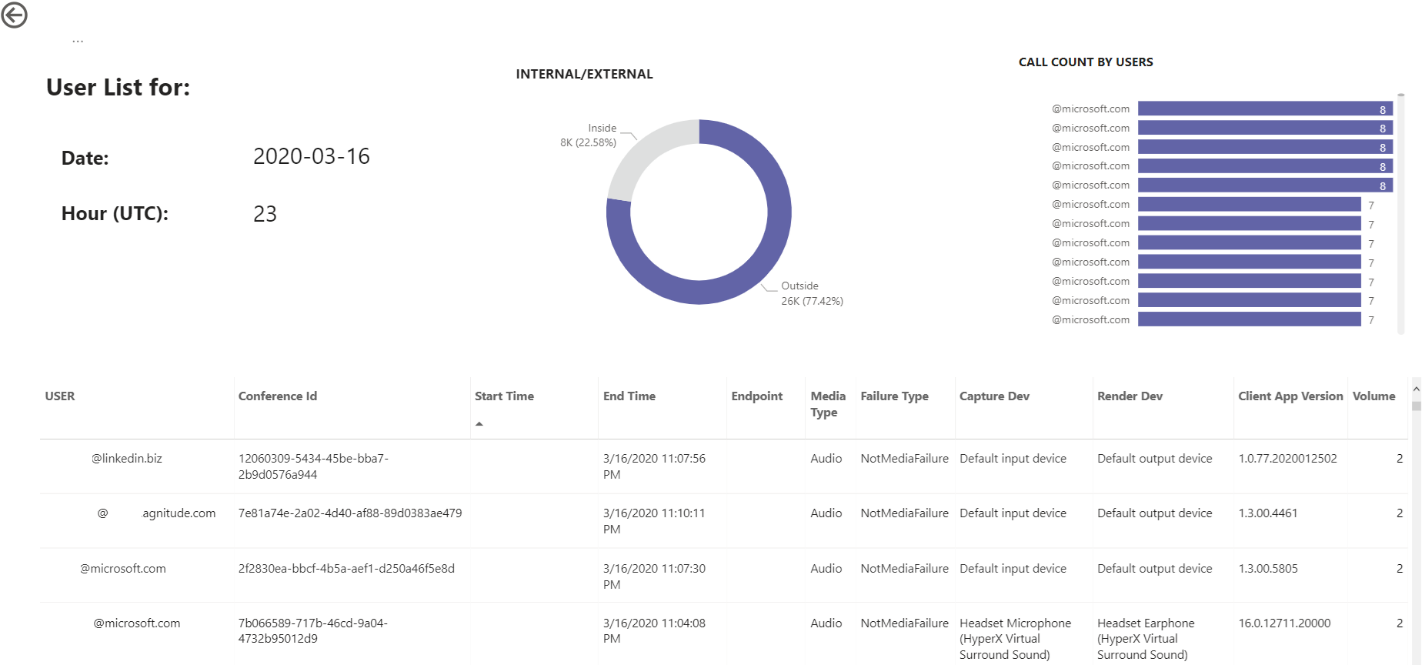 ...
User List for:
Date:
2020-03-16
Hour (UTC):
23
INTERNAL/EXTERNAL
Inside
8K (22.58%)
Outside
26K (77.42%)
CALL COUNT BY USERS
@microsoft.com 8
@microsoft.com 8
@microsoft.com 8
@microsoft.com 8
@microsoft.com 8
@microsoft.com 7
@microsoft.com 7
@microsoft.com 7
@microsoft.com 7
@microsoft.com 7
@microsoft.com 7
@microsoft.com 7
USER Conference Id Start Time End Time Endpoint Media Failure Type Capture Dev Render Dev Client App Version Volume
Type
@linkedin.biz 12060309-5434-45be-bba7- 3/16/2020 11:07:56 Audio NotMediaFailure Default input device Default output device 1.0.77.2020012502 2
2b9d0576a944 PM
@ agnitude.com 7e81a74e-2a02-4d40-af88-89d0383ae479 3/16/2020 11:10:11 Audio NotMediaFailure Default input device Default output device 1.3.00.4461 2
PM
@microsoft.com 2f2830ea-bbcf-4b5a-aef1-d250a46f5e8d 3/16/2020 11:07:30 Audio NotMediaFailure Default input device Default output device 1.3.00.5805 2
PM
@microsoft.com 7b066589-717b-46cd-9a04- 3/16/2020 11:04:08 Audio NotMediaFailure Headset Microphone Headset Earphone 16.0.12711.20000 2
4732b95012d9 PM (HyperX Virtual (HyperX Virtual
Surround Sound) Surround Sound)